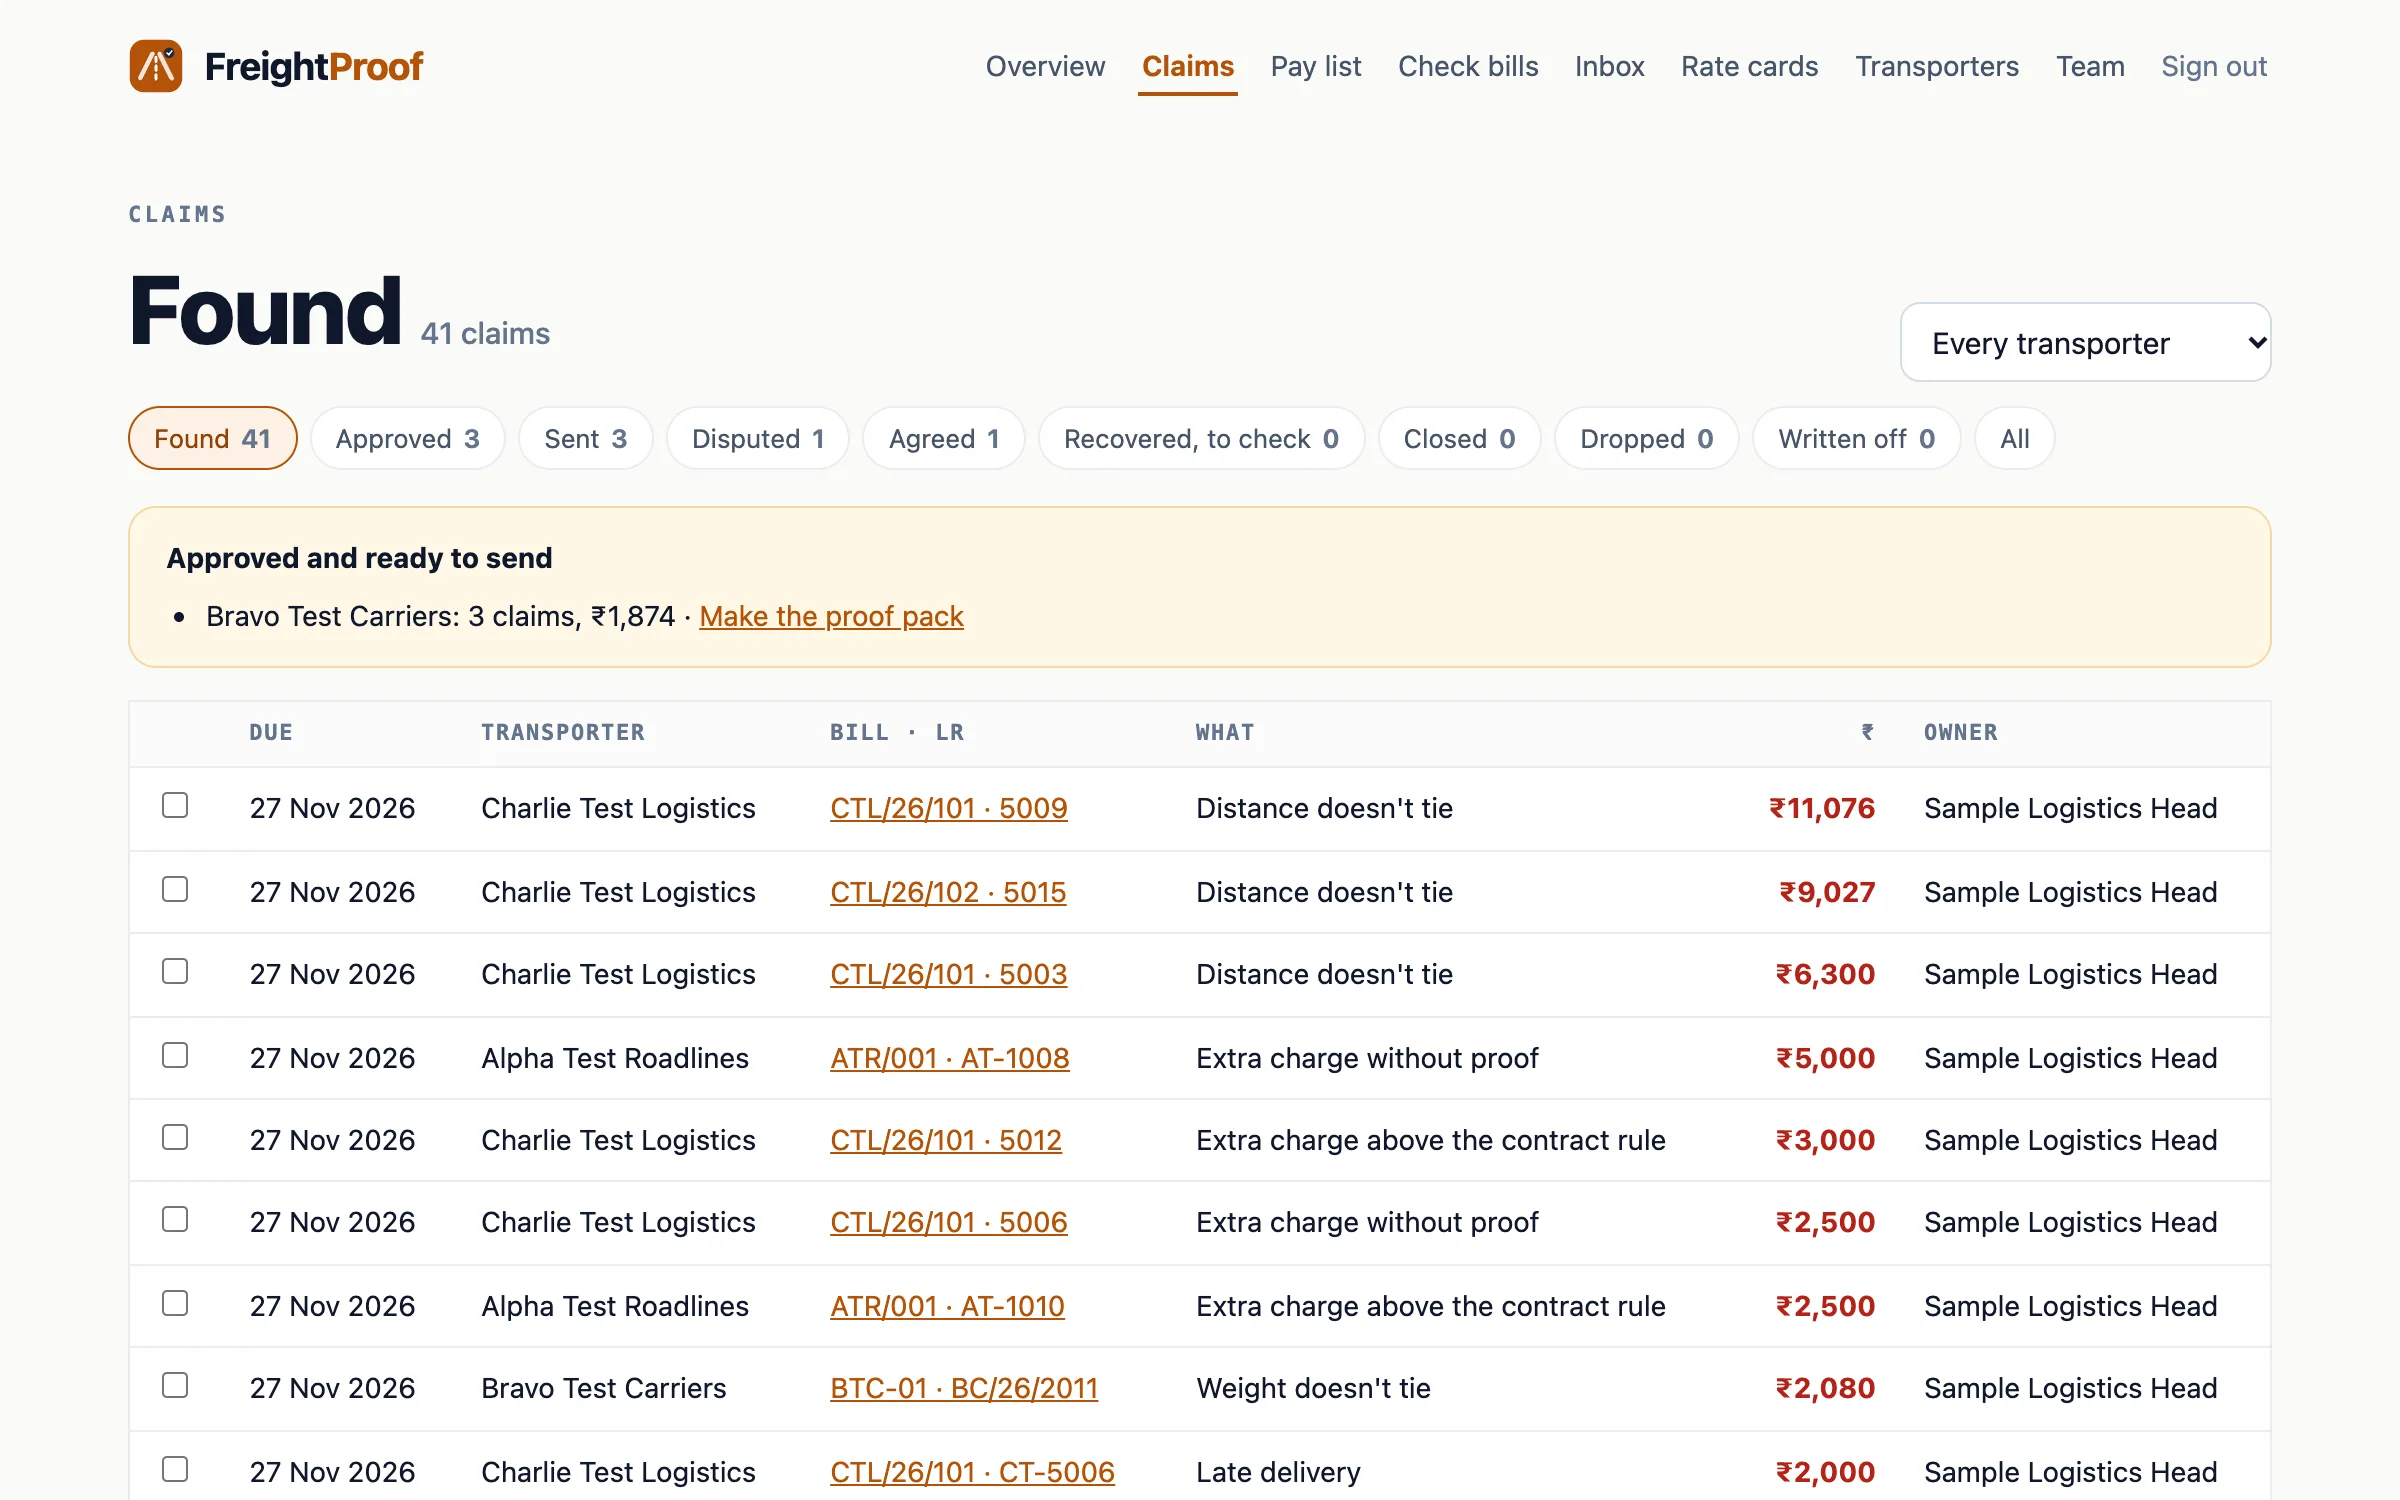 FreightProof
Overview Claims Pay list Check bills Inbox Rate cards Transporters Team Sign out
CLAIMS
Found 41 claims
Every transporter
Found 41 Approved 3 Sent 3 Disputed 1 Agreed 1 Recovered, to check 0 Closed 0 Dropped 0 Written off 0 All
Approved and ready to send
• Bravo Test Carriers: 3 claims, ₹1,874 · Make the proof pack
DUE TRANSPORTER BILL · LR WHAT ₹ OWNER
27 Nov 2026 Charlie Test Logistics CTL/26/101 · 5009 Distance doesn't tie ₹11,076 Sample Logistics Head
27 Nov 2026 Charlie Test Logistics CTL/26/102 · 5015 Distance doesn't tie ₹9,027 Sample Logistics Head
27 Nov 2026 Charlie Test Logistics CTL/26/101 · 5003 Distance doesn't tie ₹6,300 Sample Logistics Head
27 Nov 2026 Alpha Test Roadlines ATR/001 · AT-1008 Extra charge without proof ₹5,000 Sample Logistics Head
27 Nov 2026 Charlie Test Logistics CTL/26/101 · 5012 Extra charge above the contract rule ₹3,000 Sample Logistics Head
27 Nov 2026 Charlie Test Logistics CTL/26/101 · 5006 Extra charge without proof ₹2,500 Sample Logistics Head
27 Nov 2026 Alpha Test Roadlines ATR/001 · AT-1010 Extra charge above the contract rule ₹2,500 Sample Logistics Head
27 Nov 2026 Bravo Test Carriers BTC-01 · BC/26/2011 Weight doesn't tie ₹2,080 Sample Logistics Head
27 Nov 2026 Charlie Test Logistics CTL/26/101 · CT-5006 Late delivery ₹2,000 Sample Logistics Head